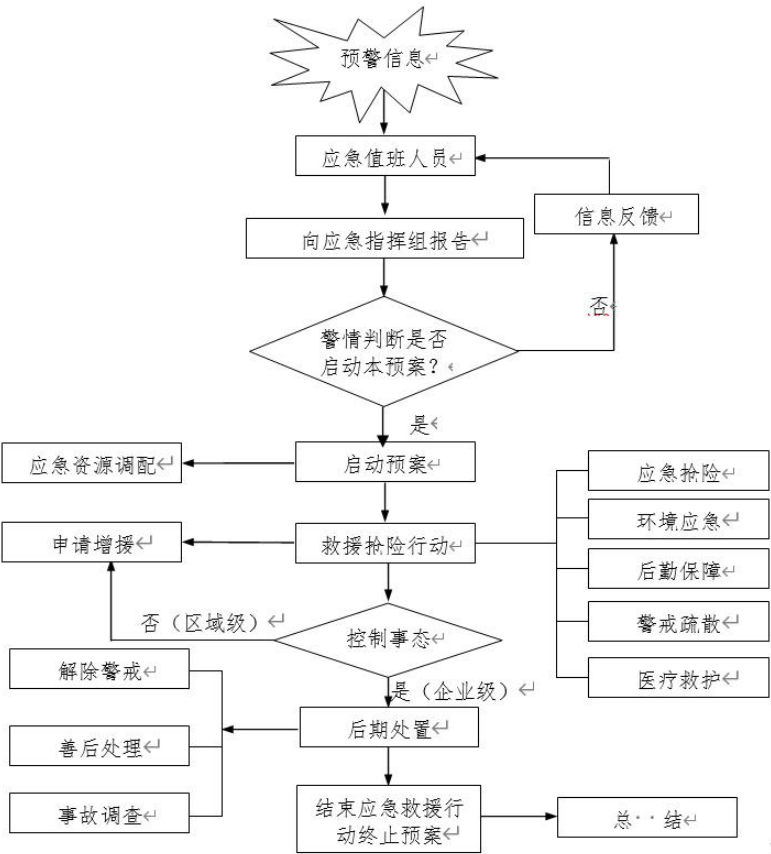 预警信息
应急值班人员
信息反馈
向应急指挥组报告
否
警情判断是否
启动本预案？
是
应急资源调配
启动预案
应急抢险
环境应急
申请增援
救援抢险行动
后勤保障
否（区域级）
控制事态
警戒疏散
解除警戒
医疗救护
是（企业级）
后期处置
善后处理
事故调查
结束应急救援行
动终止预案
总··结